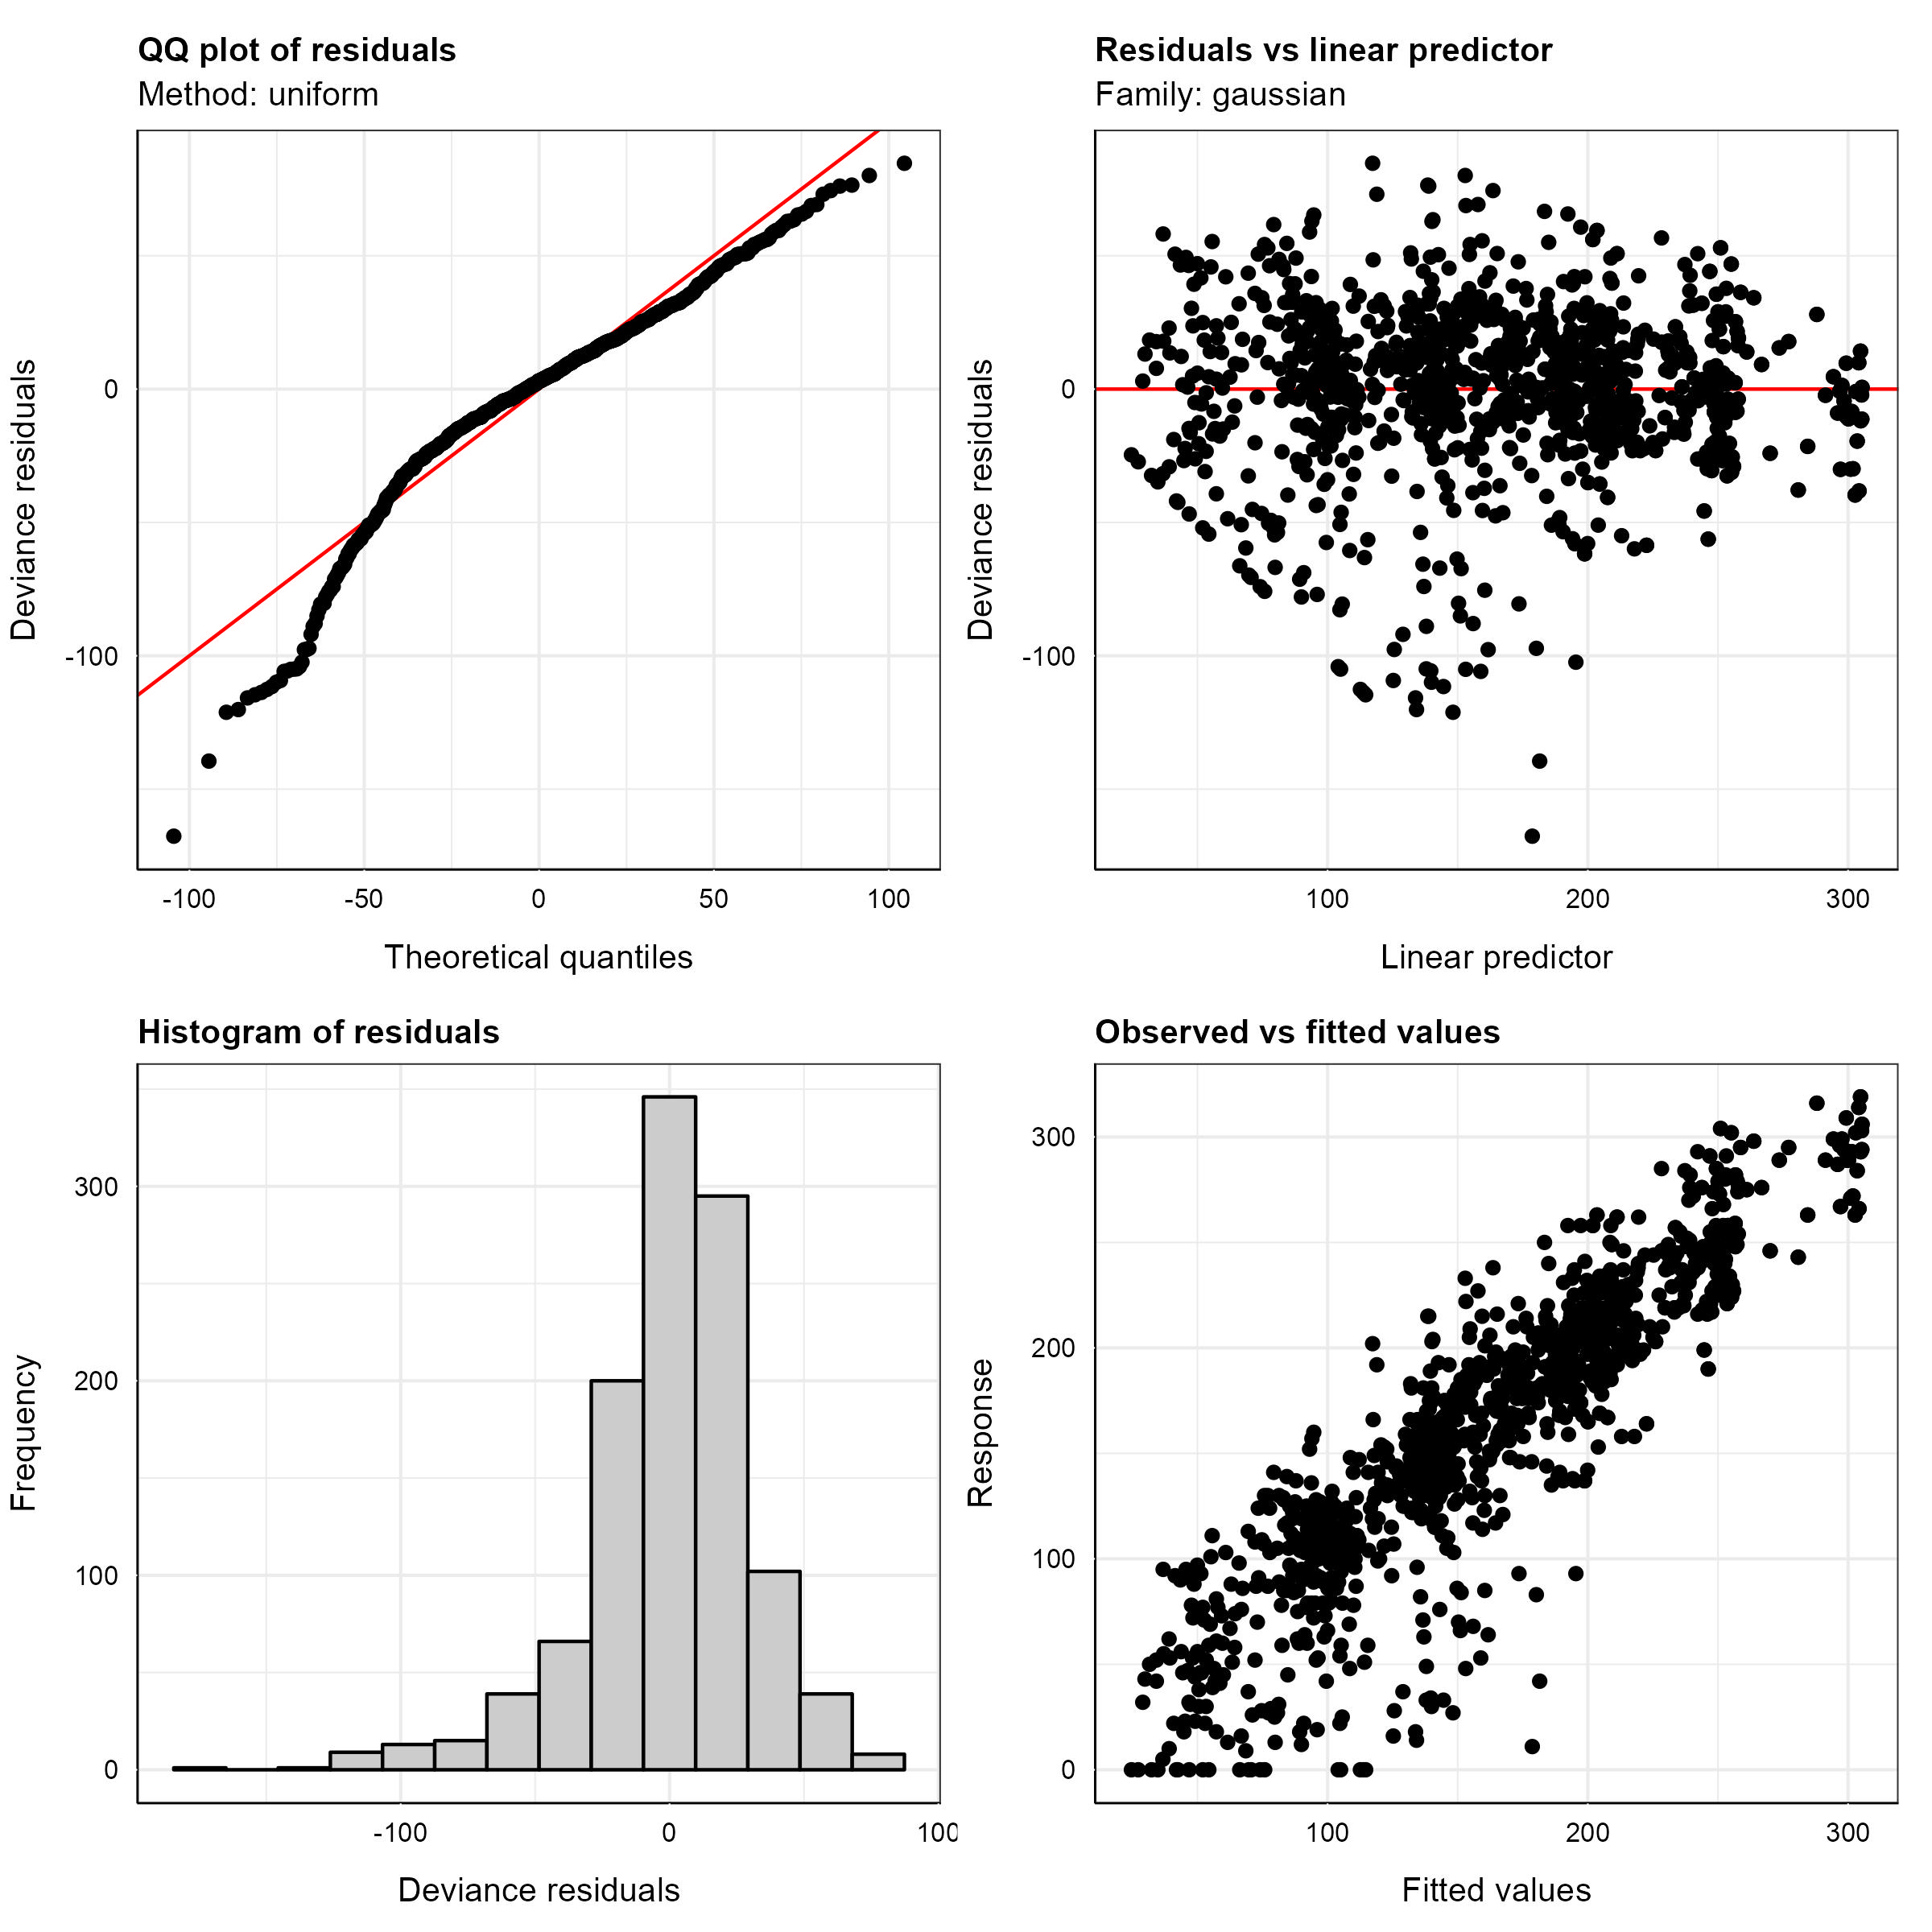 QQ plot of residuals
Method: uniform
0
-100
-100
-50
0
50
100
Theoretical quantiles
Deviance residuals
Residuals vs linear predictor
Family: gaussian
0
-100
100
200
300
Linear predictor
Deviance residuals
Histogram of residuals
300
200
100
0
-100
0
100
Deviance residuals
Frequency
Observed vs fitted values
300
200
100
0
100
200
300
Fitted values
Response